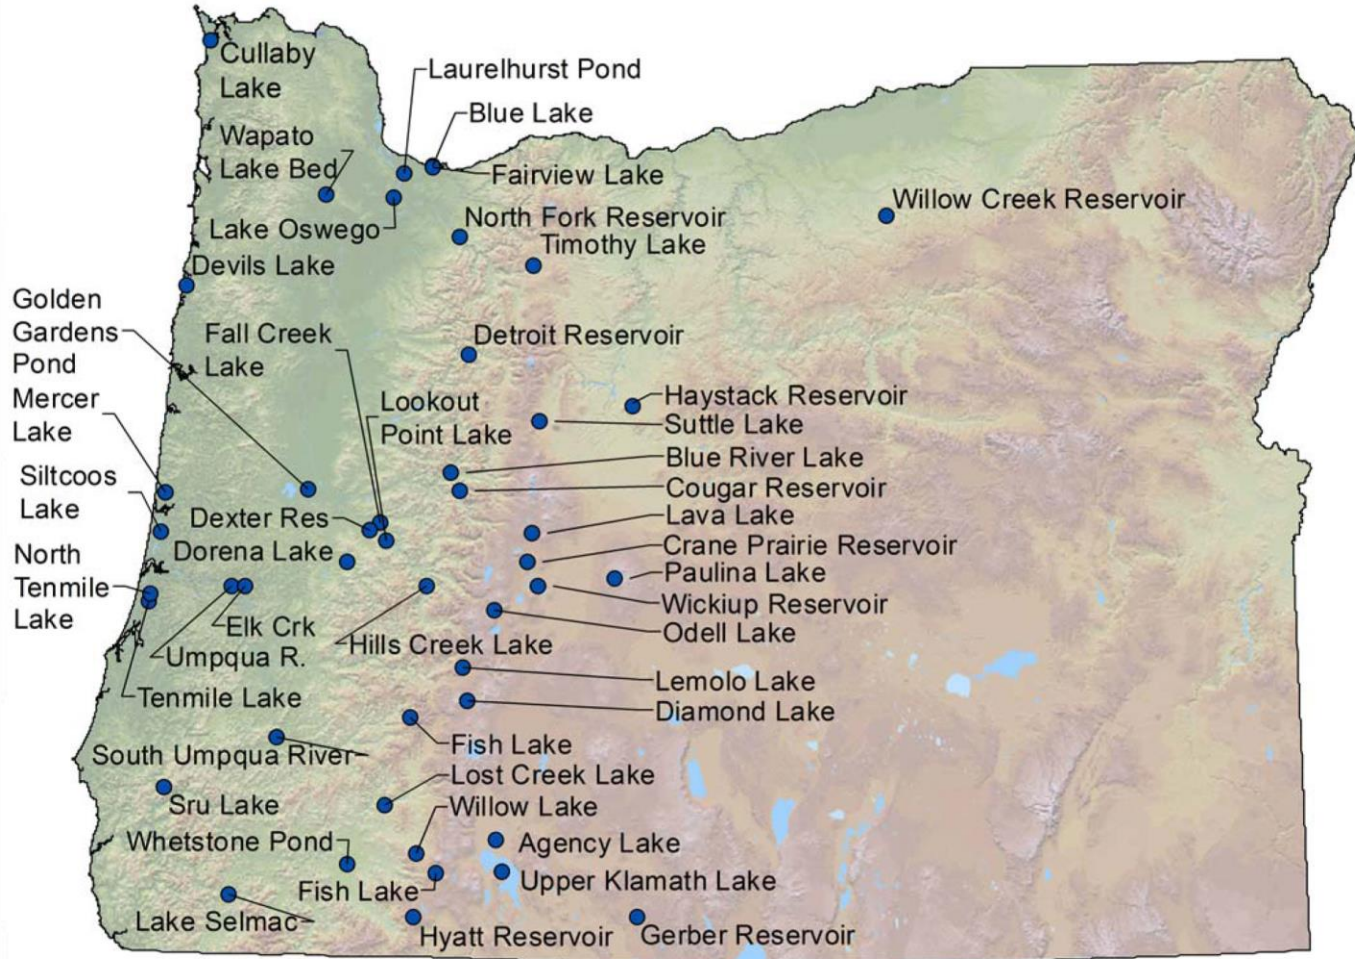 Cullaby
Lake
Laurelhurst Pond
Blue Lake
Wapato
Lake Bed
Fairview Lake
Willow Creek Reservoir
North Fork Reservoir
Lake Oswego
Timothy Lake
Devils Lake
Golden
Gardens
Pond
Fall Creek
Lake
Detroit Reservoir
Mercer
Lake
Lookout
Point Lake
Haystack Reservoir
Suttle Lake
Blue River Lake
Siltcoos
Lake
Cougar Reservoir
Dexter Res
Lava Lake
Dorena Lake
Crane Prairie Reservoir
North
Tenmile
Lake
Paulina Lake
Wickiup Reservoir
Elk Crk
Odell Lake
Hills Creek Lake
Umpqua R.
Lemolo Lake
Tenmile Lake
Diamond Lake
Fish Lake
South Umpqua River
Lost Creek Lake
Sru Lake
Willow Lake
Whetstone Pond
Agency Lake
Upper Klamath Lake
Fish Lake
Lake Selmac
Hyatt Reservoir
Gerber Reservoir